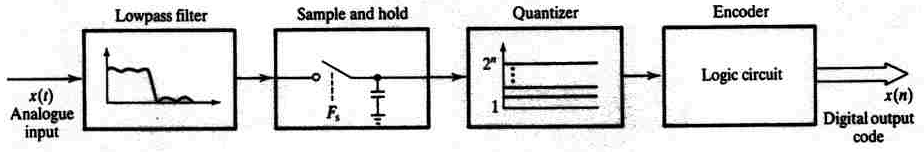 Lowpass filter
Sample and hold
Quantizer
Encoder
x(t)
Analogue
input
Fs
2ⁿ
1
Logic circuit
x(n)
Digital output
code